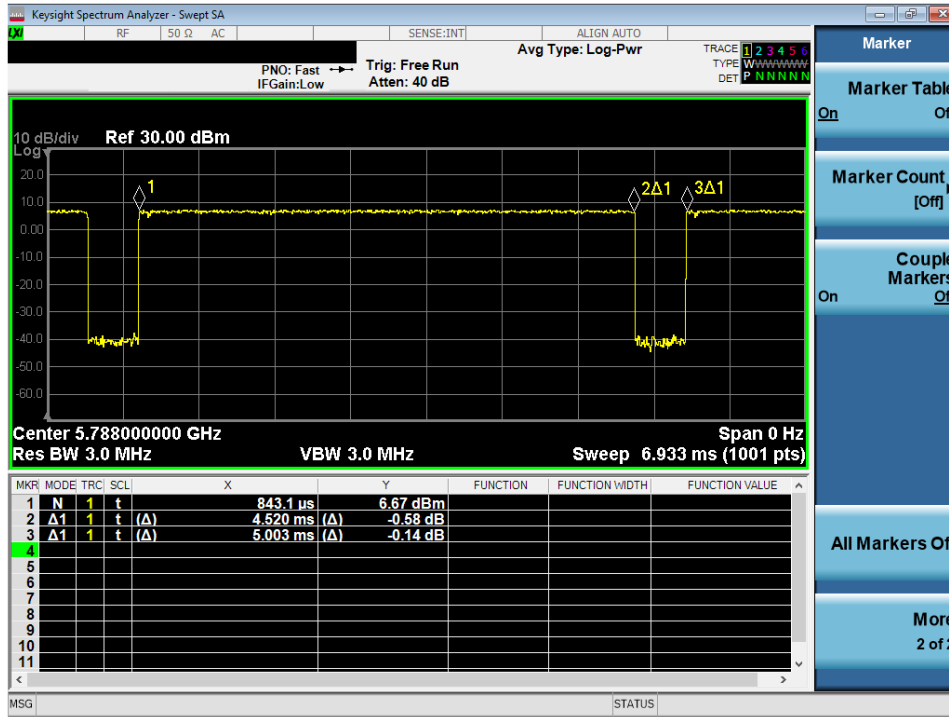 Keysight Spectrum Analyzer - Swept SA
LXI RF 50 Ω AC SENSE:INT ALIGN AUTO
Avg Type: Log-Pwr
TRACE 1 2 3 4 5 6
TYPE WWWWWWW
DET P N N N N N
PNO: Fast
IFGain:Low
Trig: Free Run
Atten: 40 dB
10 dB/div Ref 30.00 dBm
Log
20.0
10.0
0.00
-10.0
-20.0
-30.0
-40.0
-50.0
-60.0
1
2Δ1
3Δ1
Center 5.788000000 GHz Span 0 Hz
Res BW 3.0 MHz VBW 3.0 MHz Sweep 6.933 ms (1001 pts)
MKR MODE TRC SCL X Y FUNCTION FUNCTION WIDTH FUNCTION VALUE
1 N 1 t 843.1 µs 6.67 dBm
2 Δ1 1 t (Δ) 4.520 ms (Δ) -0.58 dB
3 Δ1 1 t (Δ) 5.003 ms (Δ) -0.14 dB
4
5
6
7
8
9
10
11
MSG STATUS
Marker
Marker Table
On Of
Marker Count
[Off]
Couple
Markers
On Of
All Markers Of
More
2 of 2